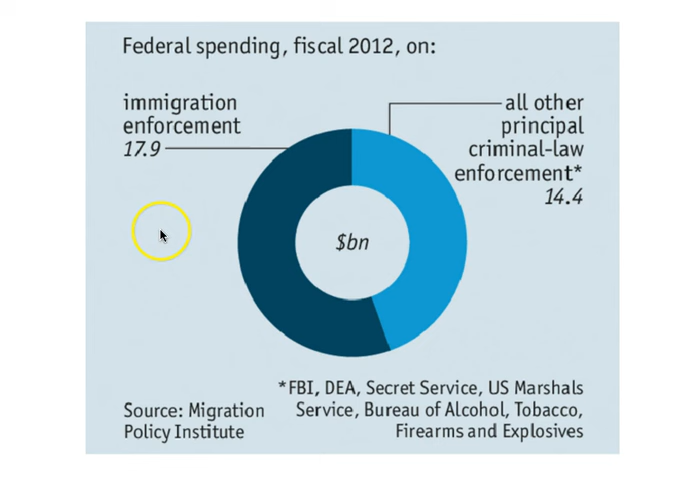 Federal spending, fiscal 2012, on:
immigration
enforcement
17.9
all other
principal
criminal-law
enforcement*
14.4
$bn
*FBI, DEA, Secret Service, US Marshals
Service, Bureau of Alcohol, Tobacco,
Firearms and Explosives
Source: Migration
Policy Institute